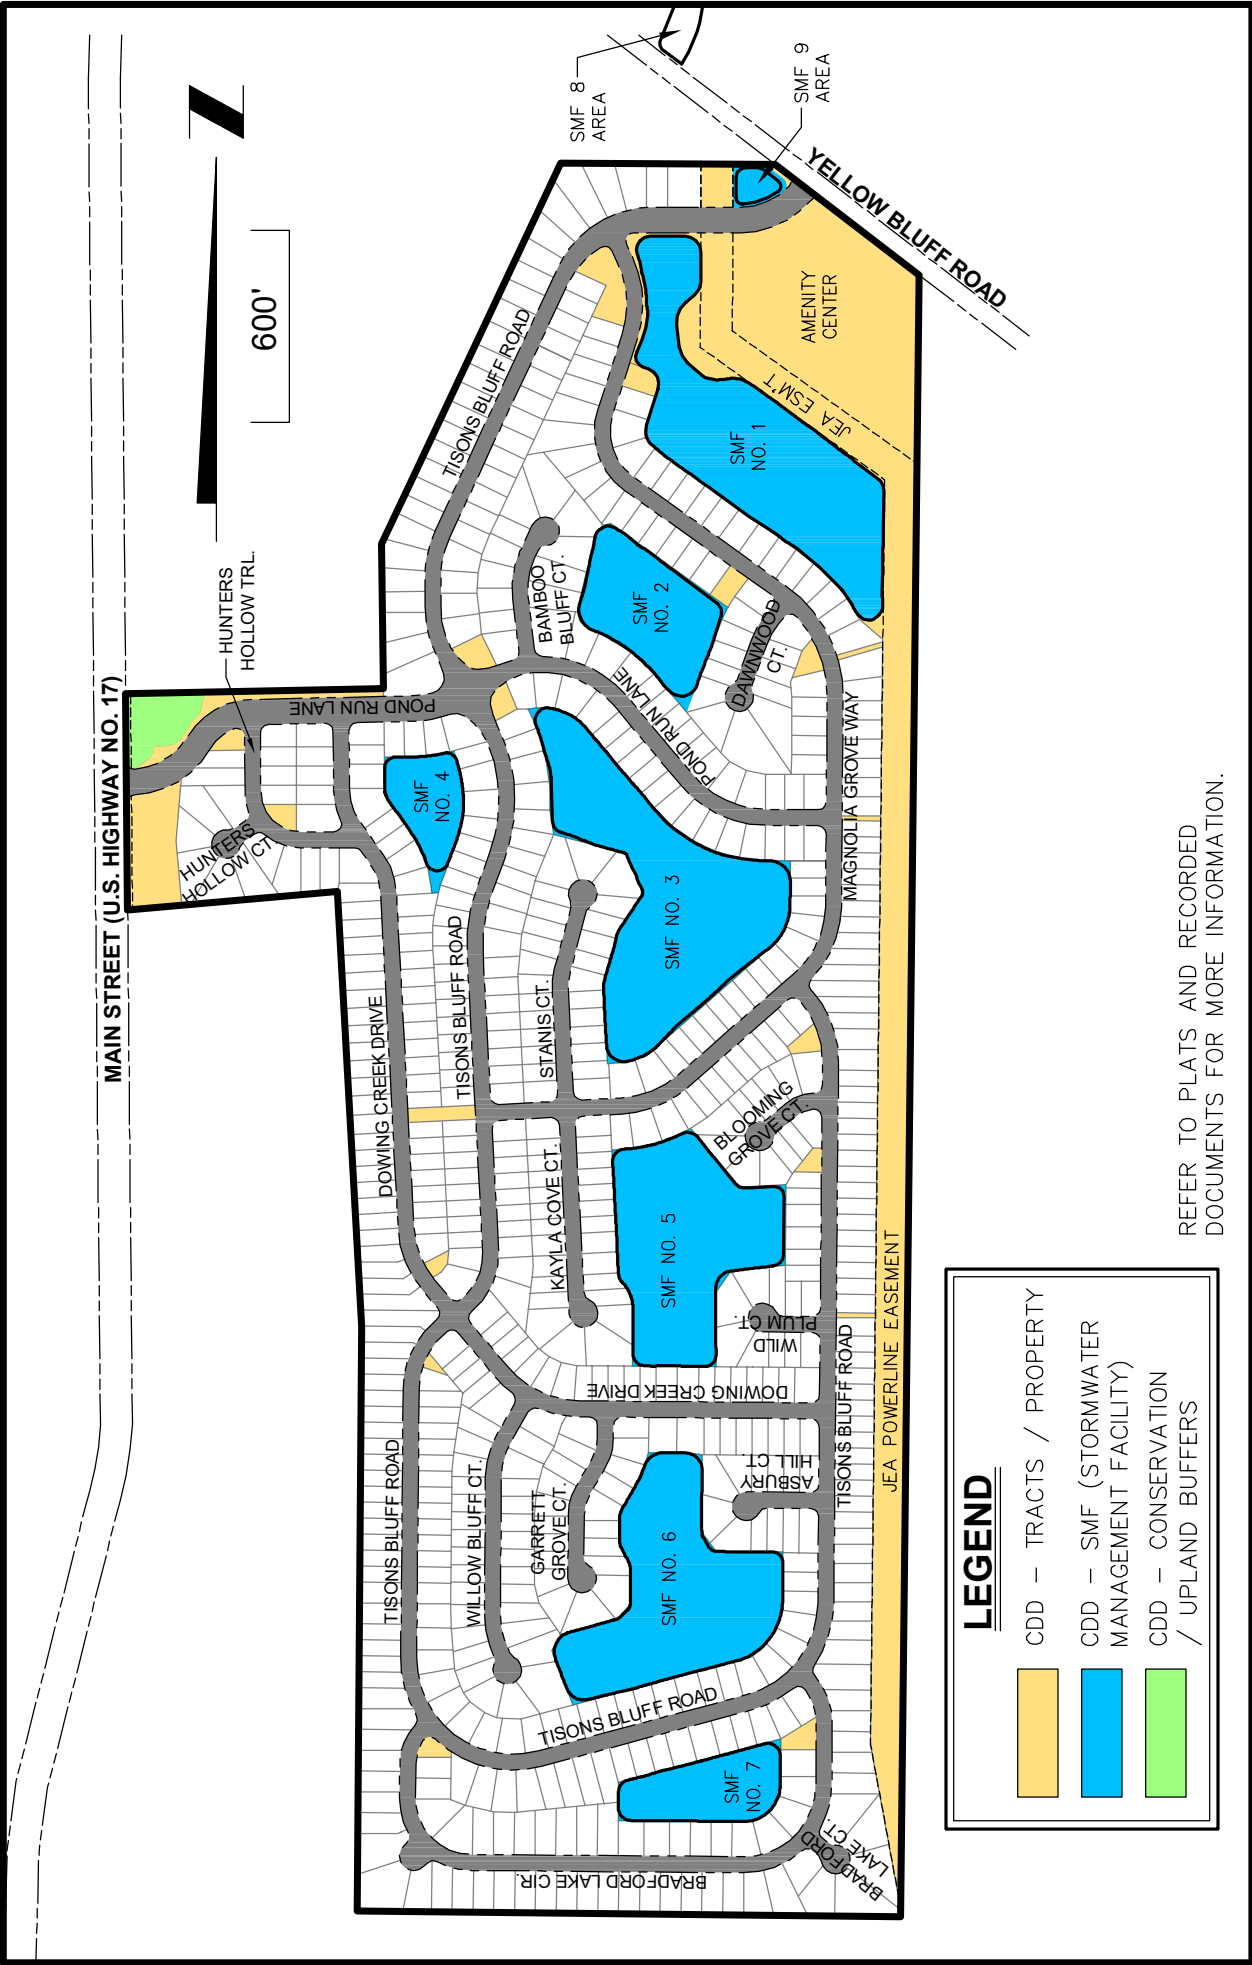 MAIN STREET (U.S. HIGHWAY NO. 17)
600'
HUNTERS
HOLLOW TRL.
SMF 8
AREA
SMF 9
AREA
YELLOW BLUFF ROAD
AMENITY
CENTER
JEA ESM'T
SMF
NO. 1
TISONS BLUFF ROAD
BAMBOO
BLUFF CT.
SMF
NO. 2
DAWNWOOD
CT.
POND RUN LANE
POND RUN LANE
MAGNOLIA GROVE WAY
HUNTERS
HOLLOW CT.
SMF
NO. 4
SMF NO. 3
DOWING CREEK DRIVE
TISONS BLUFF ROAD
STANIS CT.
KAYLA COVE CT.
BLOOMING
GROVE CT.
SMF NO. 5
WILD
PLUM CT.
DOWING CREEK DRIVE
TISONS BLUFF ROAD
JEA POWERLINE EASEMENT
TISONS BLUFF ROAD
WILLOW BLUFF CT.
GARRETT
GROVE CT.
ASBURY
HILL CT.
SMF NO. 6
TISONS BLUFF ROAD
SMF
NO. 7
BRADFORD LAKE CIR.
BRADFORD
LAKE CT.
REFER TO PLATS AND RECORDED
DOCUMENTS FOR MORE INFORMATION.
LEGEND
CDD - TRACTS / PROPERTY
CDD - SMF (STORMWATER
MANAGEMENT FACILITY)
CDD - CONSERVATION
/ UPLAND BUFFERS